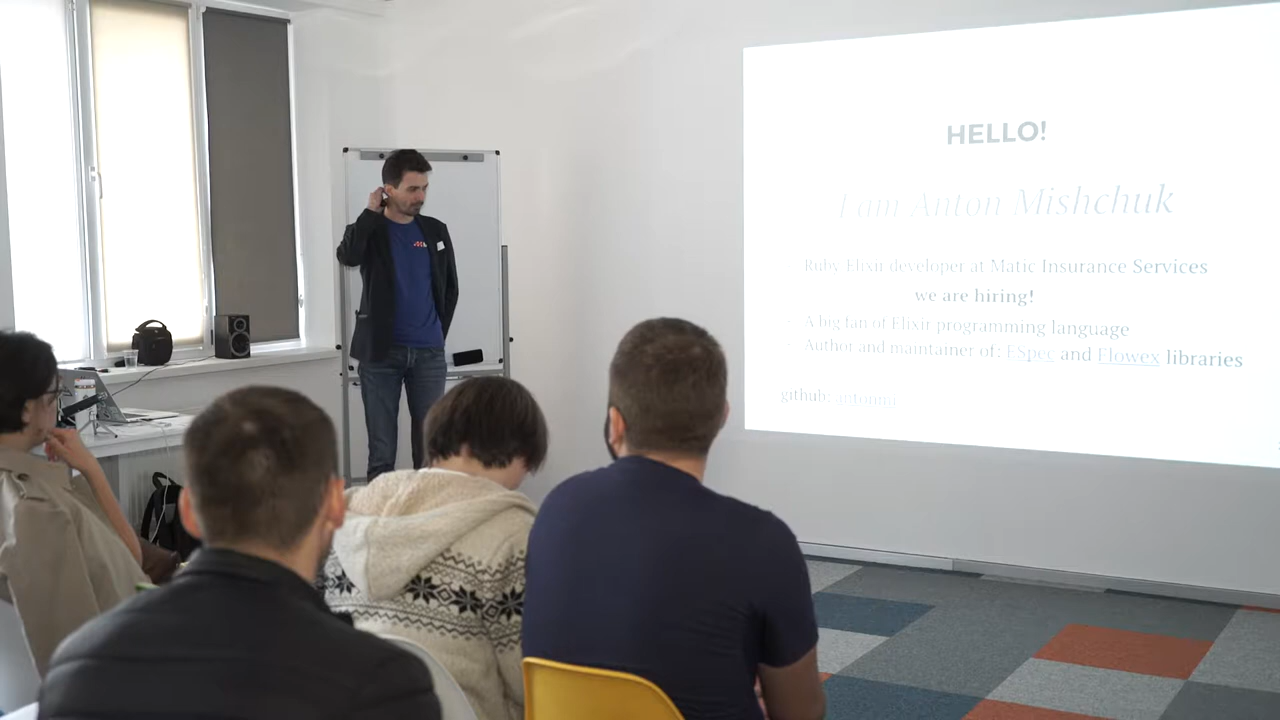 HELLO!
I am Anton Mishchuk
Ruby Elixir developer at Matic Insurance Services
we are hiring!
- A big fan of Elixir programming language
- Author and maintainer of: ESpec and Flowex libraries
github: antonmi